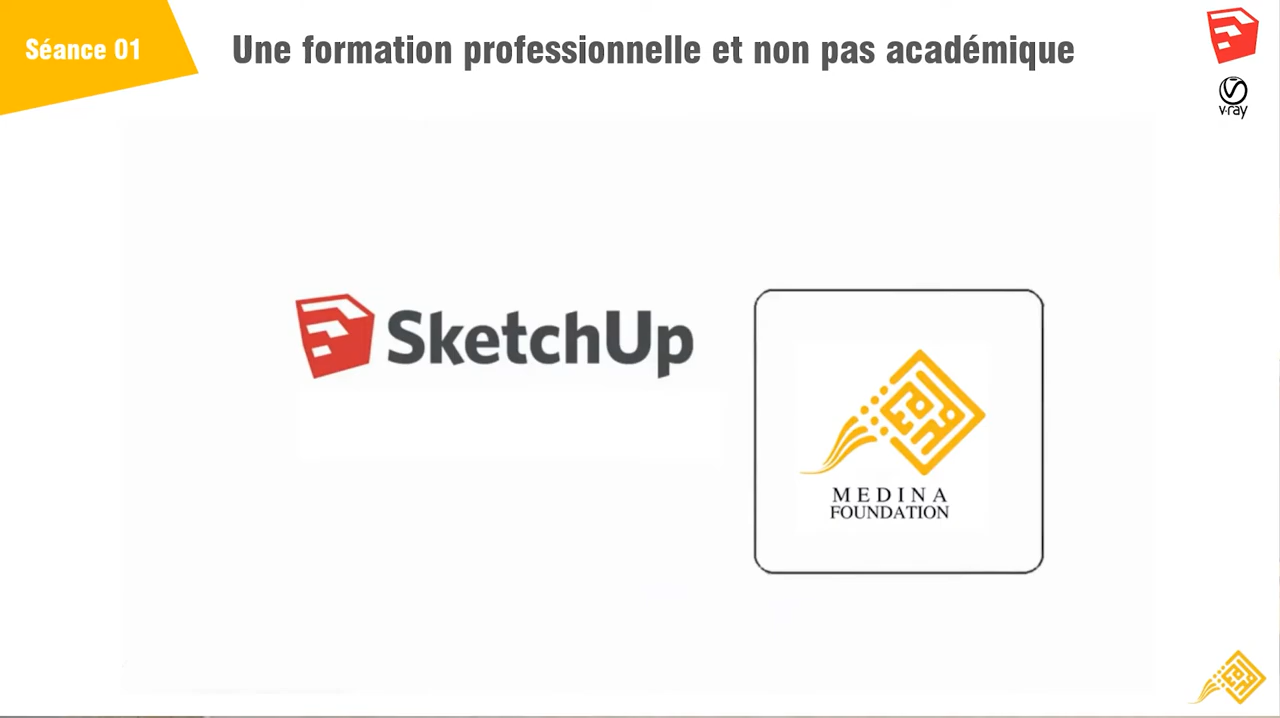 Séance 01
Une formation professionnelle et non pas académique
v·ray
SketchUp
MEDINA
FOUNDATION